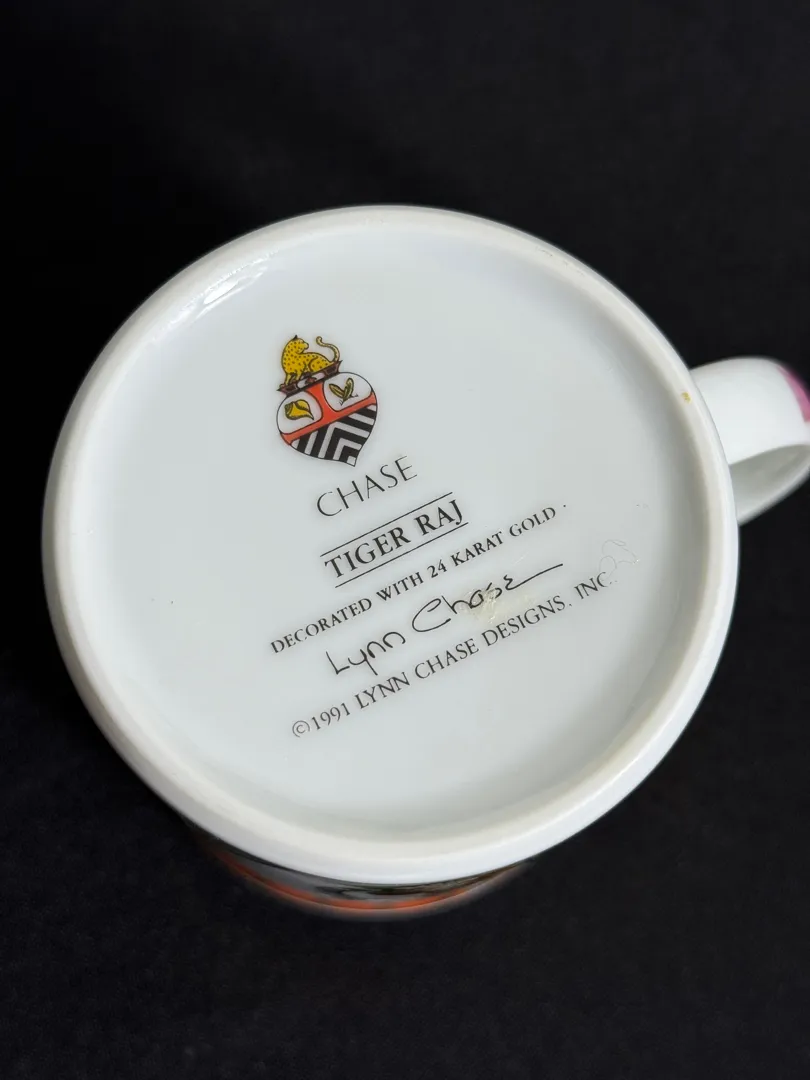 CHASE
TIGER RAJ
DECORATED WITH 24 KARAT GOLD
Lynn Chase
©1991 LYNN CHASE DESIGNS, INC.